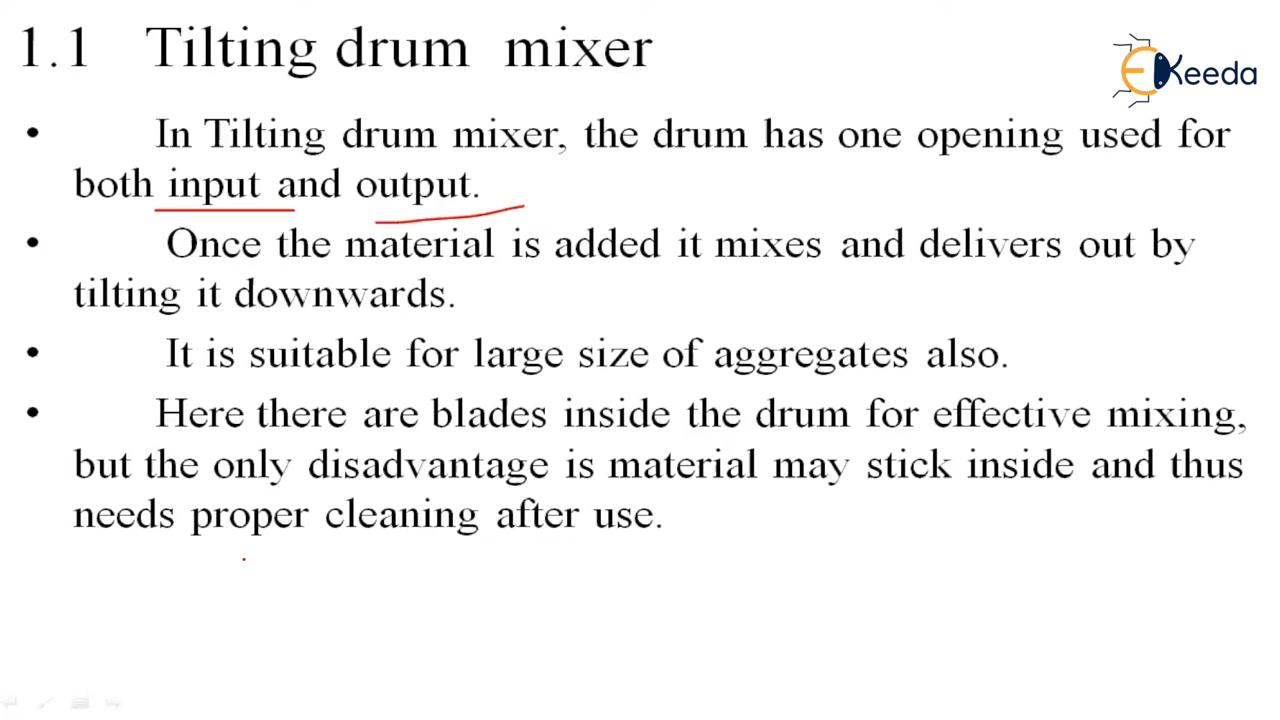 1.1 Tilting drum mixer
EKeeda
• In Tilting drum mixer, the drum has one opening used for
both input and output.
• Once the material is added it mixes and delivers out by
tilting it downwards.
• It is suitable for large size of aggregates also.
• Here there are blades inside the drum for effective mixing,
but the only disadvantage is material may stick inside and thus
needs proper cleaning after use.